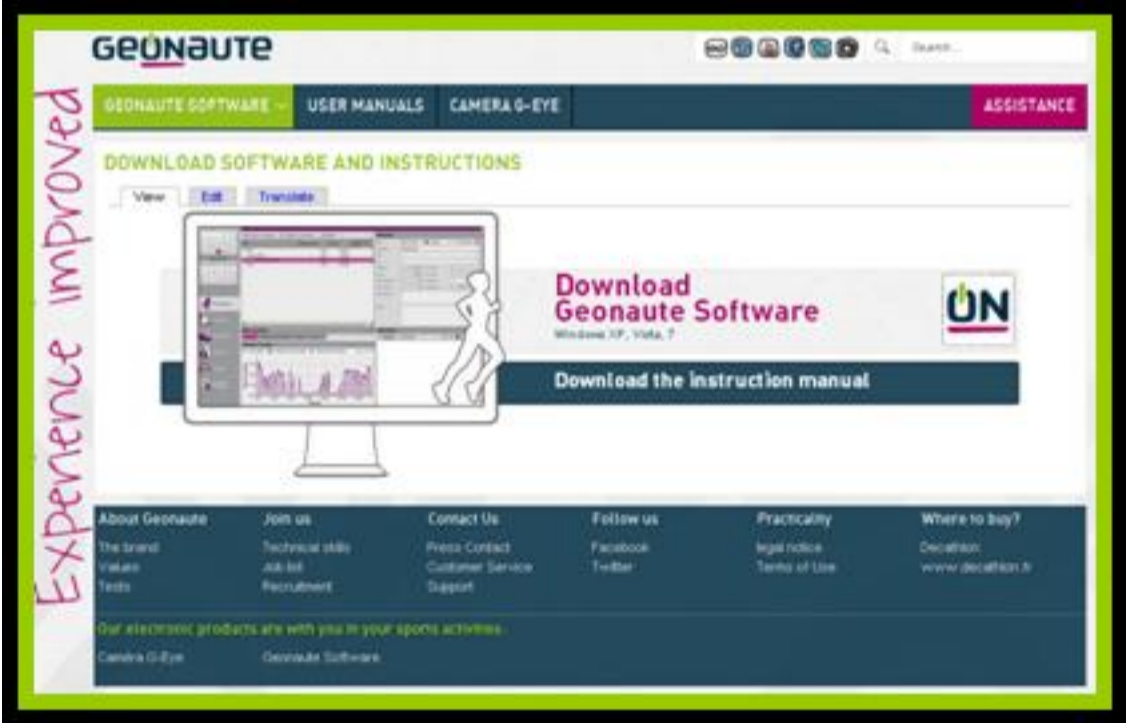 GEONAUTE
Search...
GEONAUTE SOFTWARE
USER MANUALS
CAMERA G-EYE
ASSISTANCE
Experience improved
DOWNLOAD SOFTWARE AND INSTRUCTIONS
View
Edit
Translate
Download
Geonaute Software
Windows XP, Vista, 7
ON
Download the instruction manual
About Geonaute
The brand
Values
Tests
Join us
Technical skills
Job list
Recruitment
Contact Us
Press Contact
Customer Service
Support
Follow us
Facebook
Twitter
Practicality
legal notice
Terms of Use
Where to buy?
Decathlon
www.decathlon.fr
Our electronic products are with you in your sports activities.
Caméra G-Eye
Geonaute Software